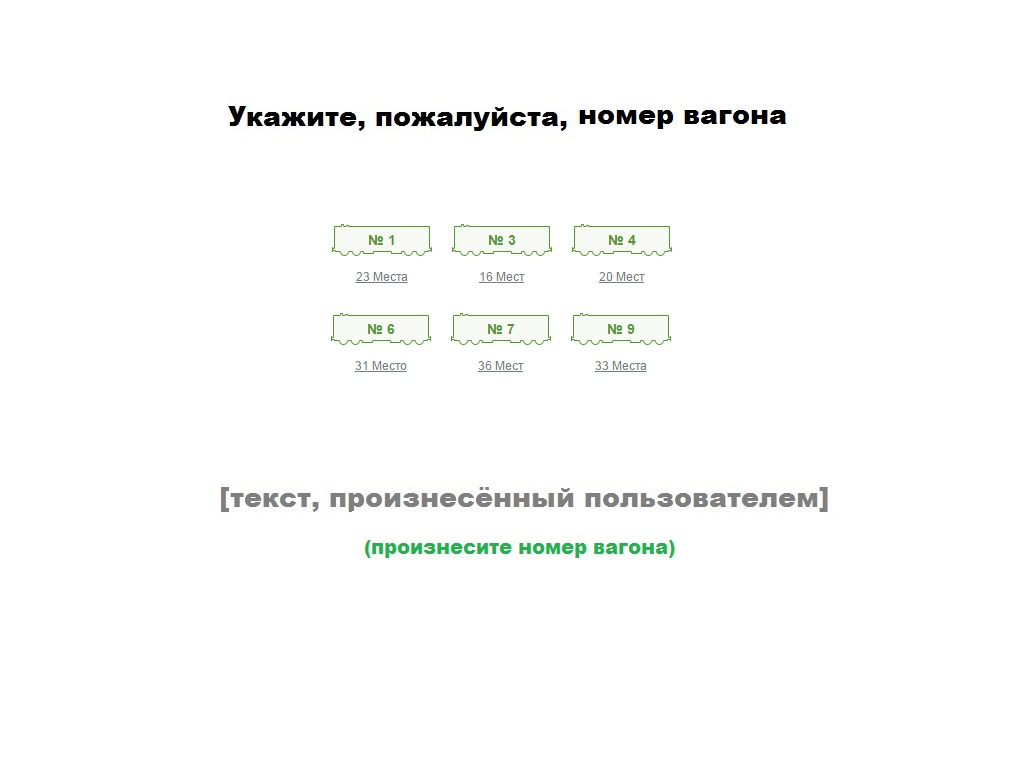 Укажите, пожалуйста, номер вагона
№ 1 № 3 № 4
23 Места 16 Мест 20 Мест
№ 6 № 7 № 9
31 Место 36 Мест 33 Места
[текст, произнесённый пользователем]
(произнесите номер вагона)